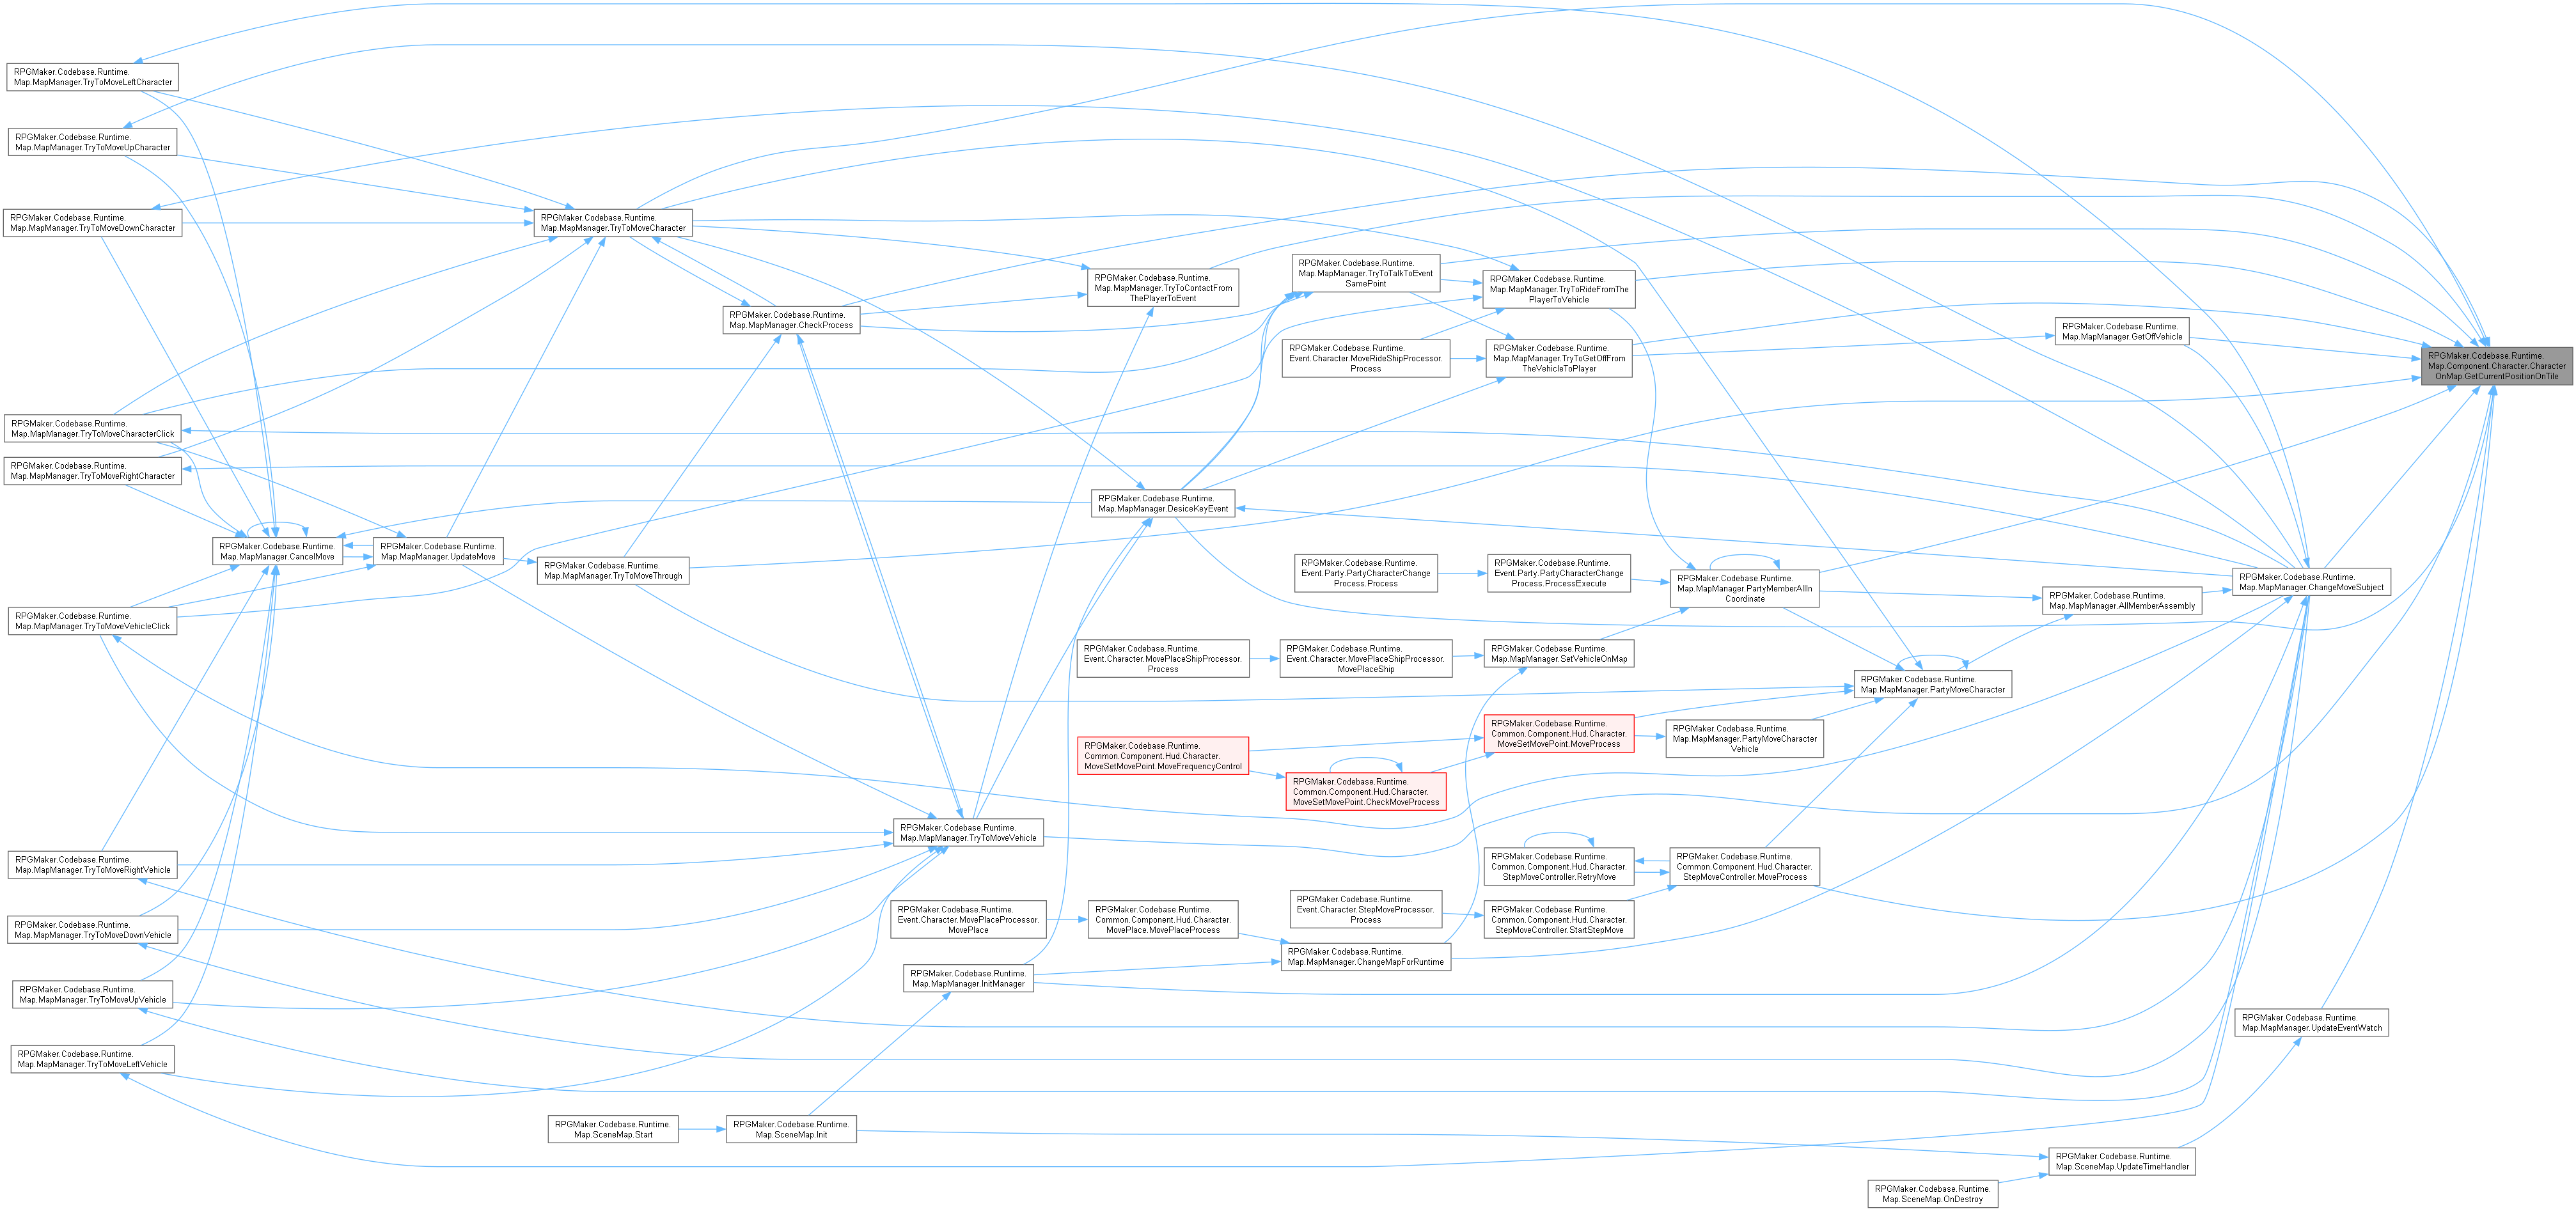 RPGMaker.Codebase.Runtime.
Map.MapManager.TryToMoveLeftCharacter
RPGMaker.Codebase.Runtime.
Map.MapManager.TryToMoveUpCharacter
RPGMaker.Codebase.Runtime.
Map.MapManager.TryToMoveDownCharacter
RPGMaker.Codebase.Runtime.
Map.MapManager.TryToMoveCharacterClick
RPGMaker.Codebase.Runtime.
Map.MapManager.TryToMoveRightCharacter
RPGMaker.Codebase.Runtime.
Map.MapManager.TryToMoveVehicleClick
RPGMaker.Codebase.Runtime.
Map.MapManager.TryToMoveRightVehicle
RPGMaker.Codebase.Runtime.
Map.MapManager.TryToMoveDownVehicle
RPGMaker.Codebase.Runtime.
Map.MapManager.TryToMoveUpVehicle
RPGMaker.Codebase.Runtime.
Map.MapManager.TryToMoveLeftVehicle
RPGMaker.Codebase.Runtime.
Map.MapManager.CancelMove
RPGMaker.Codebase.Runtime.
Map.MapManager.UpdateMove
RPGMaker.Codebase.Runtime.
Map.MapManager.TryToMoveCharacter
RPGMaker.Codebase.Runtime.
Map.MapManager.TryToMoveThrough
RPGMaker.Codebase.Runtime.
Map.SceneMap.Start
RPGMaker.Codebase.Runtime.
Map.MapManager.CheckProcess
RPGMaker.Codebase.Runtime.
Map.SceneMap.Init
RPGMaker.Codebase.Runtime.
Map.MapManager.TryToMoveVehicle
RPGMaker.Codebase.Runtime.
Event.Character.MovePlaceProcessor.
MovePlace
RPGMaker.Codebase.Runtime.
Map.MapManager.InitManager
RPGMaker.Codebase.Runtime.
Map.MapManager.TryToContactFrom
ThePlayerToEvent
RPGMaker.Codebase.Runtime.
Map.MapManager.DesiceKeyEvent
RPGMaker.Codebase.Runtime.
Event.Character.MovePlaceShipProcessor.
Process
RPGMaker.Codebase.Runtime.
Common.Component.Hud.Character.
MoveSetMovePoint.MoveFrequencyControl
RPGMaker.Codebase.Runtime.
Common.Component.Hud.Character.
MovePlace.MovePlaceProcess
RPGMaker.Codebase.Runtime.
Map.MapManager.TryToTalkToEvent
SamePoint
RPGMaker.Codebase.Runtime.
Event.Character.MoveRideShipProcessor.
Process
RPGMaker.Codebase.Runtime.
Event.Party.PartyCharacterChange
Process.Process
RPGMaker.Codebase.Runtime.
Event.Character.MovePlaceShipProcessor.
MovePlaceShip
RPGMaker.Codebase.Runtime.
Common.Component.Hud.Character.
MoveSetMovePoint.CheckMoveProcess
RPGMaker.Codebase.Runtime.
Event.Character.StepMoveProcessor.
Process
RPGMaker.Codebase.Runtime.
Map.MapManager.ChangeMapForRuntime
RPGMaker.Codebase.Runtime.
Map.MapManager.TryToRideFromThe
PlayerToVehicle
RPGMaker.Codebase.Runtime.
Map.MapManager.TryToGetOffFrom
TheVehicleToPlayer
RPGMaker.Codebase.Runtime.
Event.Party.PartyCharacterChange
Process.ProcessExecute
RPGMaker.Codebase.Runtime.
Map.MapManager.SetVehicleOnMap
RPGMaker.Codebase.Runtime.
Common.Component.Hud.Character.
MoveSetMovePoint.MoveProcess
RPGMaker.Codebase.Runtime.
Common.Component.Hud.Character.
StepMoveController.RetryMove
RPGMaker.Codebase.Runtime.
Common.Component.Hud.Character.
StepMoveController.StartStepMove
RPGMaker.Codebase.Runtime.
Map.MapManager.PartyMemberAllIn
Coordinate
RPGMaker.Codebase.Runtime.
Map.MapManager.PartyMoveCharacter
Vehicle
RPGMaker.Codebase.Runtime.
Common.Component.Hud.Character.
StepMoveController.MoveProcess
RPGMaker.Codebase.Runtime.
Map.MapManager.PartyMoveCharacter
RPGMaker.Codebase.Runtime.
Map.SceneMap.OnDestroy
RPGMaker.Codebase.Runtime.
Map.MapManager.GetOffVehicle
RPGMaker.Codebase.Runtime.
Map.MapManager.AllMemberAssembly
RPGMaker.Codebase.Runtime.
Map.SceneMap.UpdateTimeHandler
RPGMaker.Codebase.Runtime.
Map.MapManager.ChangeMoveSubject
RPGMaker.Codebase.Runtime.
Map.MapManager.UpdateEventWatch
RPGMaker.Codebase.Runtime.
Map.Component.Character.Character
OnMap.GetCurrentPositionOnTile